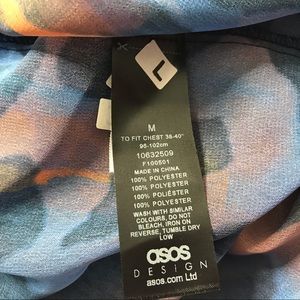 L
M
TO FIT CHEST 38-40"
96-102cm
10632509
F100501
MADE IN CHINA
100% POLYESTER
100% POLYESTER
100% POLIÉSTER
100% POLYESTER
WASH WITH SIMILAR
COLOURS, DO NOT
BLEACH, IRON ON
REVERSE, TUMBLE DRY
LOW
asos
DESIGN
asos.com Ltd